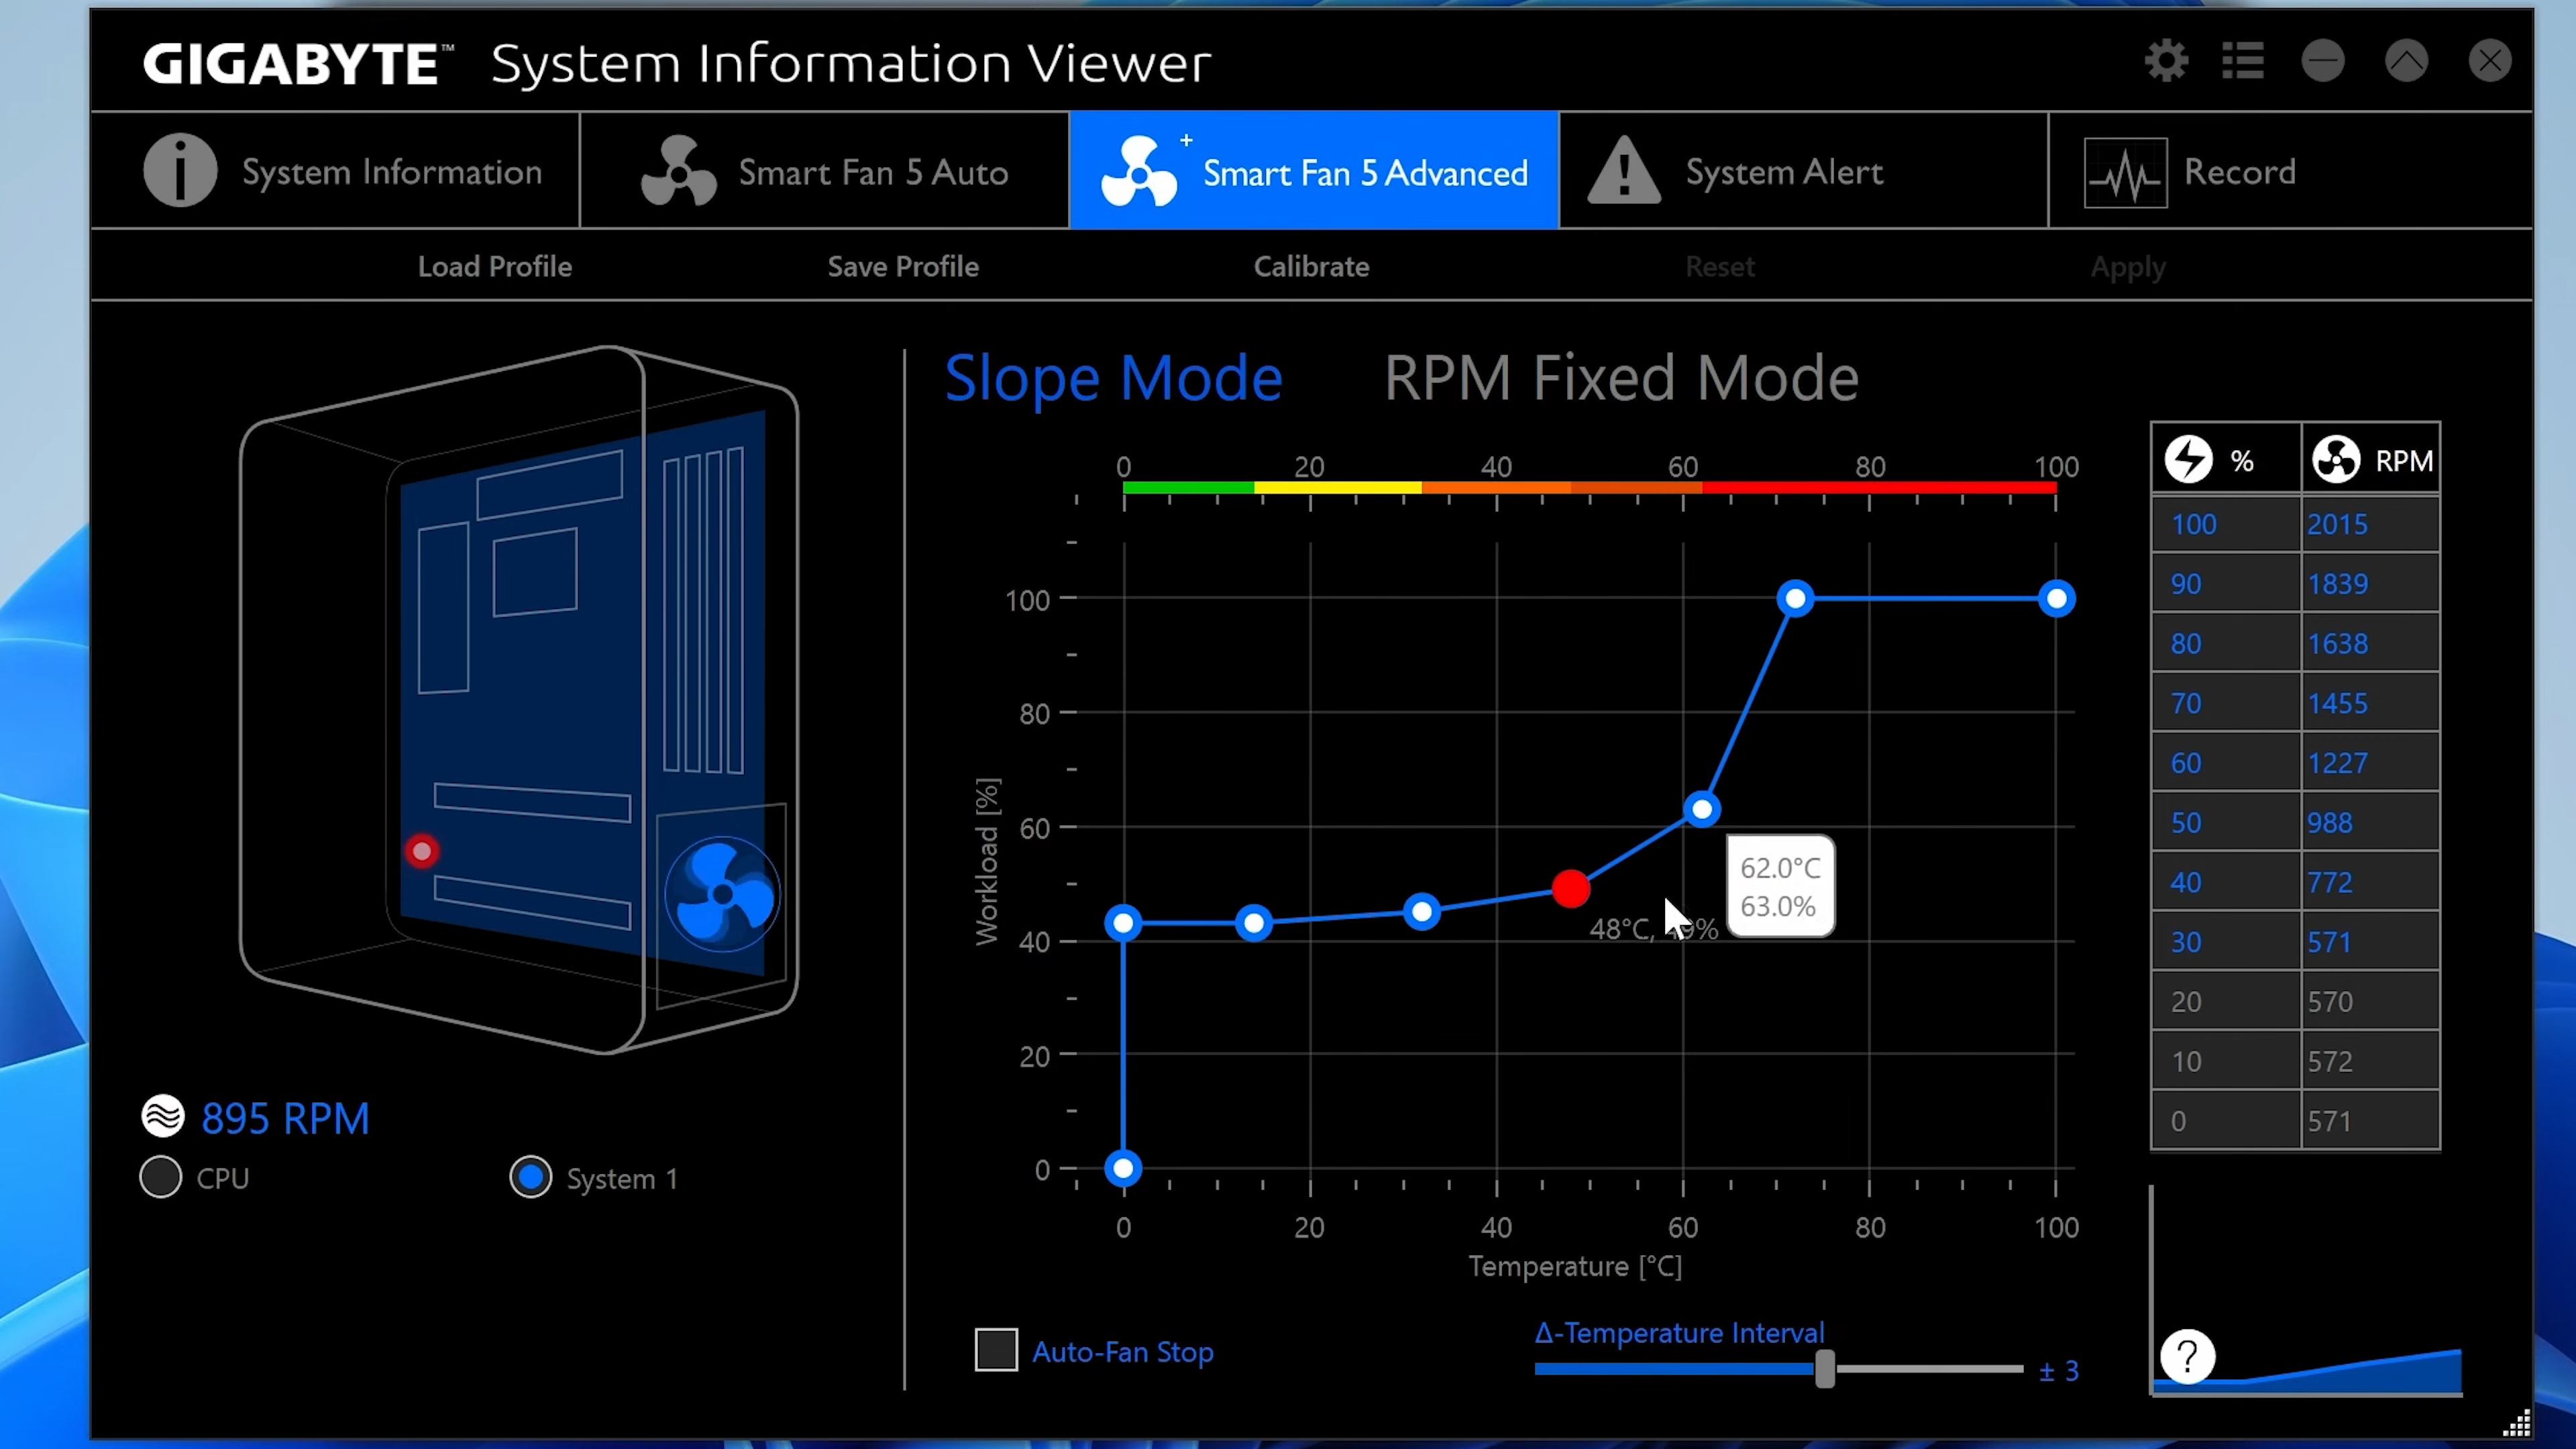 GIGABYTE™ System Information Viewer
System Information
Smart Fan 5 Auto
+ Smart Fan 5 Advanced
System Alert
Record
Load Profile
Save Profile
Calibrate
Reset
Apply
Slope Mode
RPM Fixed Mode
0 20 40 60 80 100
100
80
60
40
20
0
Workload [%]
62.0°C
63.0%
48°C, 49%
0 20 40 60 80 100
Temperature [°C]
% RPM
100 2015
90 1839
80 1638
70 1455
60 1227
50 988
40 772
30 571
20 570
10 572
0 571
895 RPM
CPU
System 1
Auto-Fan Stop
Δ-Temperature Interval
± 3
?